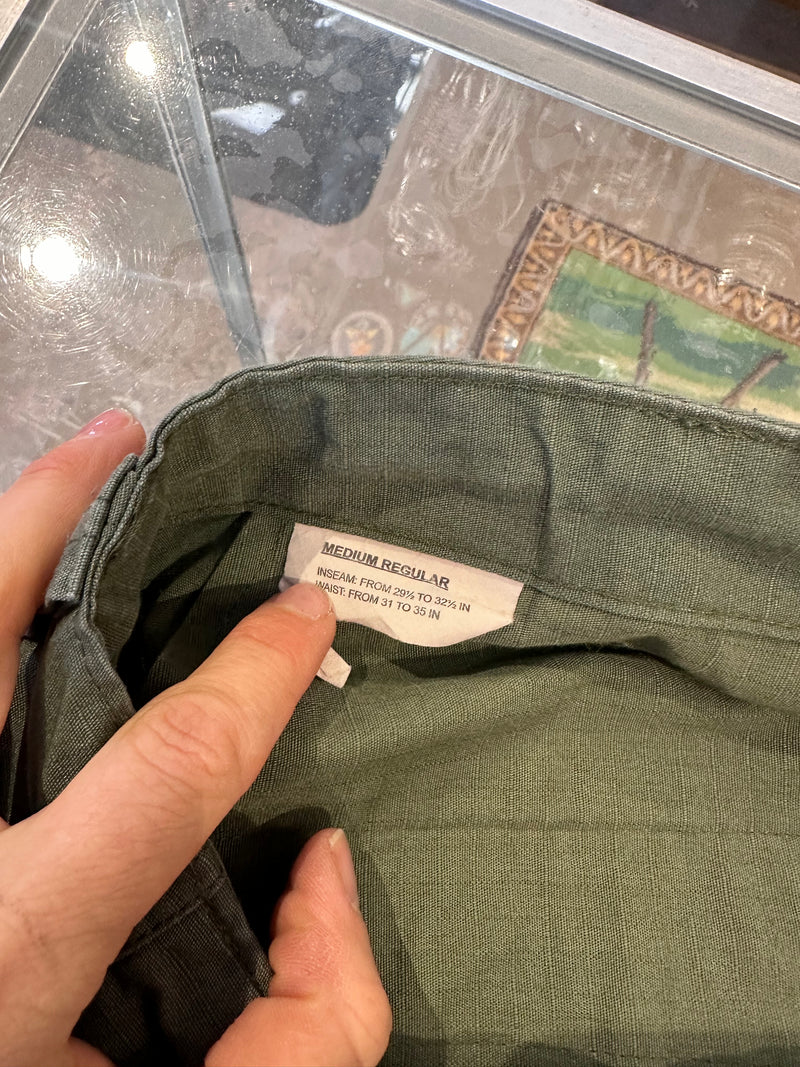 MEDIUM REGULAR
INSEAM: FROM 29½ TO 32½ IN
WAIST: FROM 31 TO 35 IN